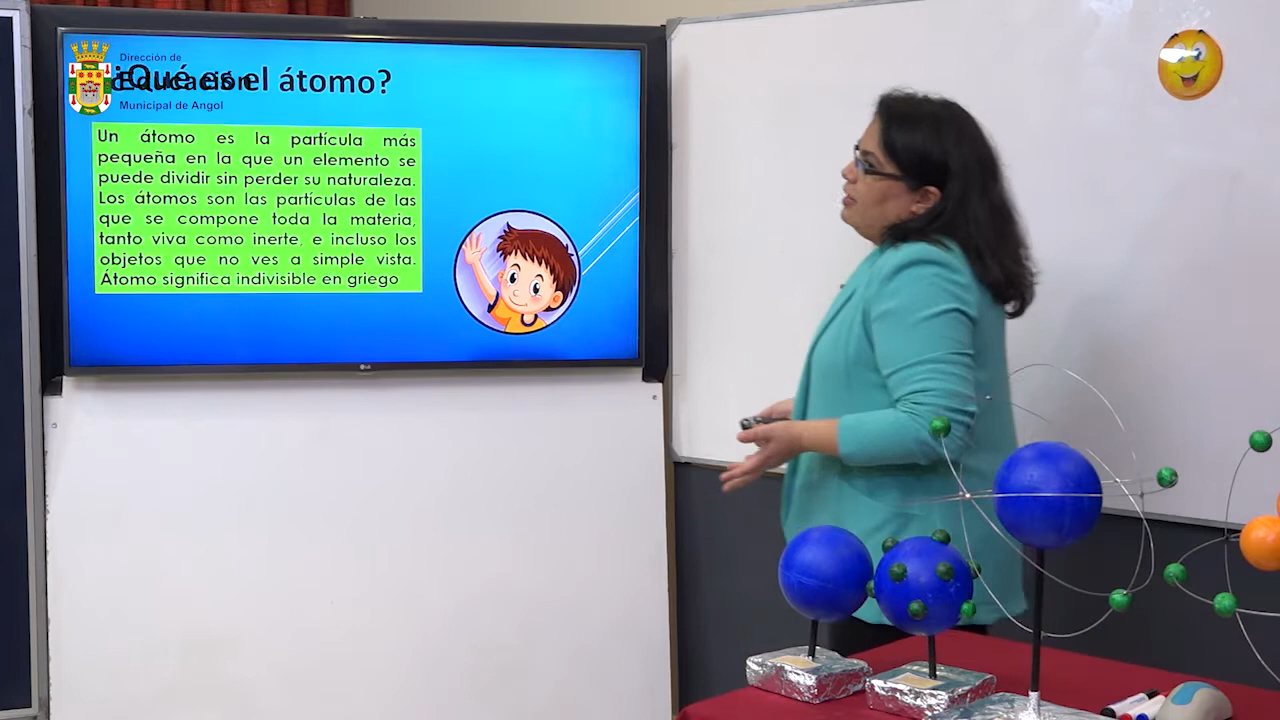 Dirección de
Educación
Municipal de Angol
¿Qué es el átomo?
Un átomo es la partícula más
pequeña en la que un elemento se
puede dividir sin perder su naturaleza.
Los átomos son las partículas de las
que se compone toda la materia,
tanto viva como inerte, e incluso los
objetos que no ves a simple vista.
Átomo significa indivisible en griego
LG